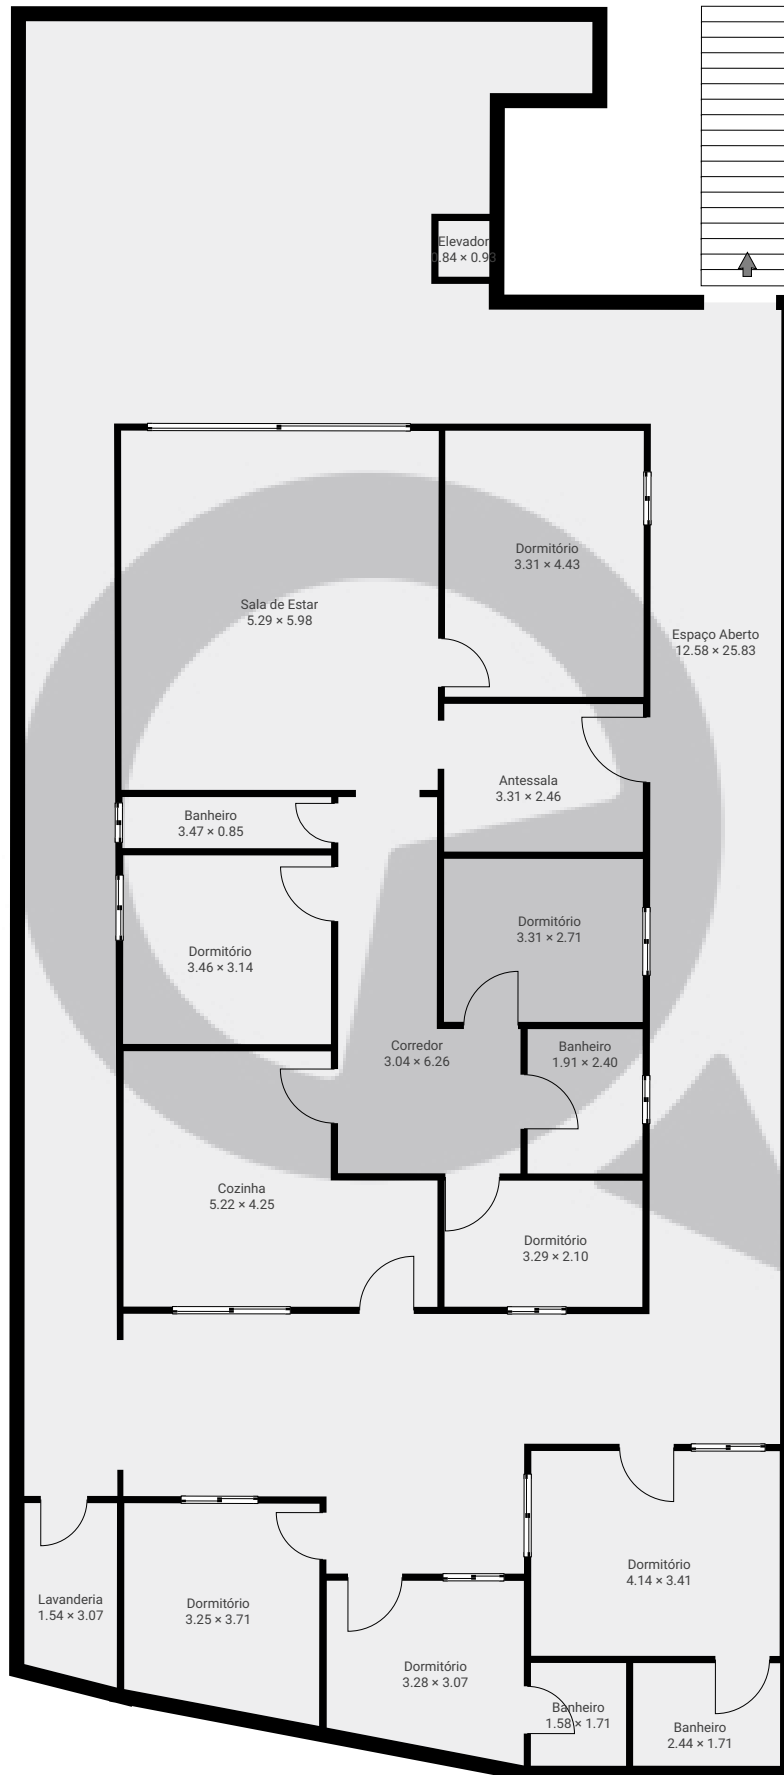 Elevador
0.84 × 0.93
Dormitório
3.31 × 4.43
Sala de Estar
5.29 × 5.98
Espaço Aberto
12.58 × 25.83
Antessala
3.31 × 2.46
Banheiro
3.47 × 0.85
Dormitório
3.31 × 2.71
Dormitório
3.46 × 3.14
Corredor
3.04 × 6.26
Banheiro
1.91 × 2.40
Cozinha
5.22 × 4.25
Dormitório
3.29 × 2.10
Dormitório
4.14 × 3.41
Lavanderia
1.54 × 3.07
Dormitório
3.25 × 3.71
Dormitório
3.28 × 3.07
Banheiro
1.58 × 1.71
Banheiro
2.44 × 1.71